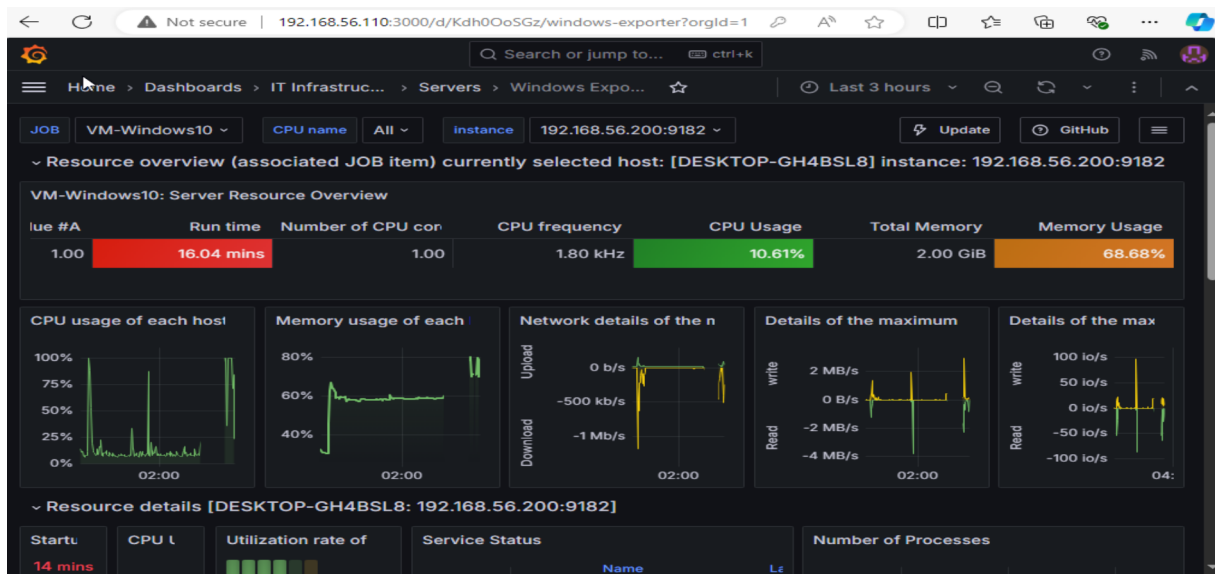 Not secure 192.168.56.110:3000/d/Kdh0OoSGz/windows-exporter?orgId=1
Search or jump to... ctrl+k
Home > Dashboards > IT Infrastruc... > Servers > Windows Expo... Last 3 hours
JOB VM-Windows10 CPU name All instance 192.168.56.200:9182 Update GitHub
Resource overview (associated JOB item) currently selected host: [DESKTOP-GH4BSL8] instance: 192.168.56.200:9182
VM-Windows10: Server Resource Overview
lue #A Run time Number of CPU cor CPU frequency CPU Usage Total Memory Memory Usage
1.00 16.04 mins 1.00 1.80 kHz 10.61% 2.00 GiB 68.68%
CPU usage of each host
100%
75%
50%
25%
0%
02:00
Memory usage of each
80%
60%
40%
02:00
Network details of the n
Upload
Download
0 b/s
-500 kb/s
-1 Mb/s
02:00
Details of the maximum
write
Read
2 MB/s
0 B/s
-2 MB/s
-4 MB/s
02:00
Details of the max
write
Read
100 io/s
50 io/s
0 io/s
-50 io/s
-100 io/s
04:
Resource details [DESKTOP-GH4BSL8: 192.168.56.200:9182]
Startu CPU Utilization rate of Service Status Number of Processes
14 mins Name